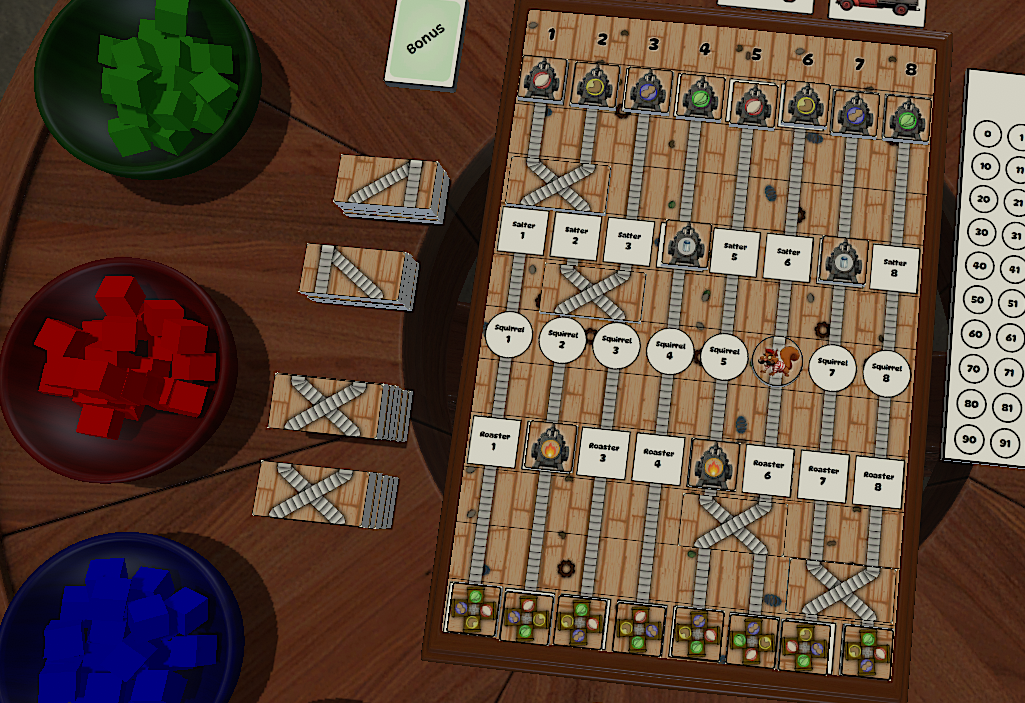 Bonus
1 2 3 4 5 6 7 8
Salter 1
Salter 2
Salter 3
Salter 5
Salter 6
Salter 8
Squirrel 1
Squirrel 2
Squirrel 3
Squirrel 4
Squirrel 5
Squirrel 7
Squirrel 8
Roaster 1
Roaster 3
Roaster 4
Roaster 6
Roaster 7
Roaster 8
0
10
20 21
30 31
40 41
50 51
60 61
70 71
80 81
90 91